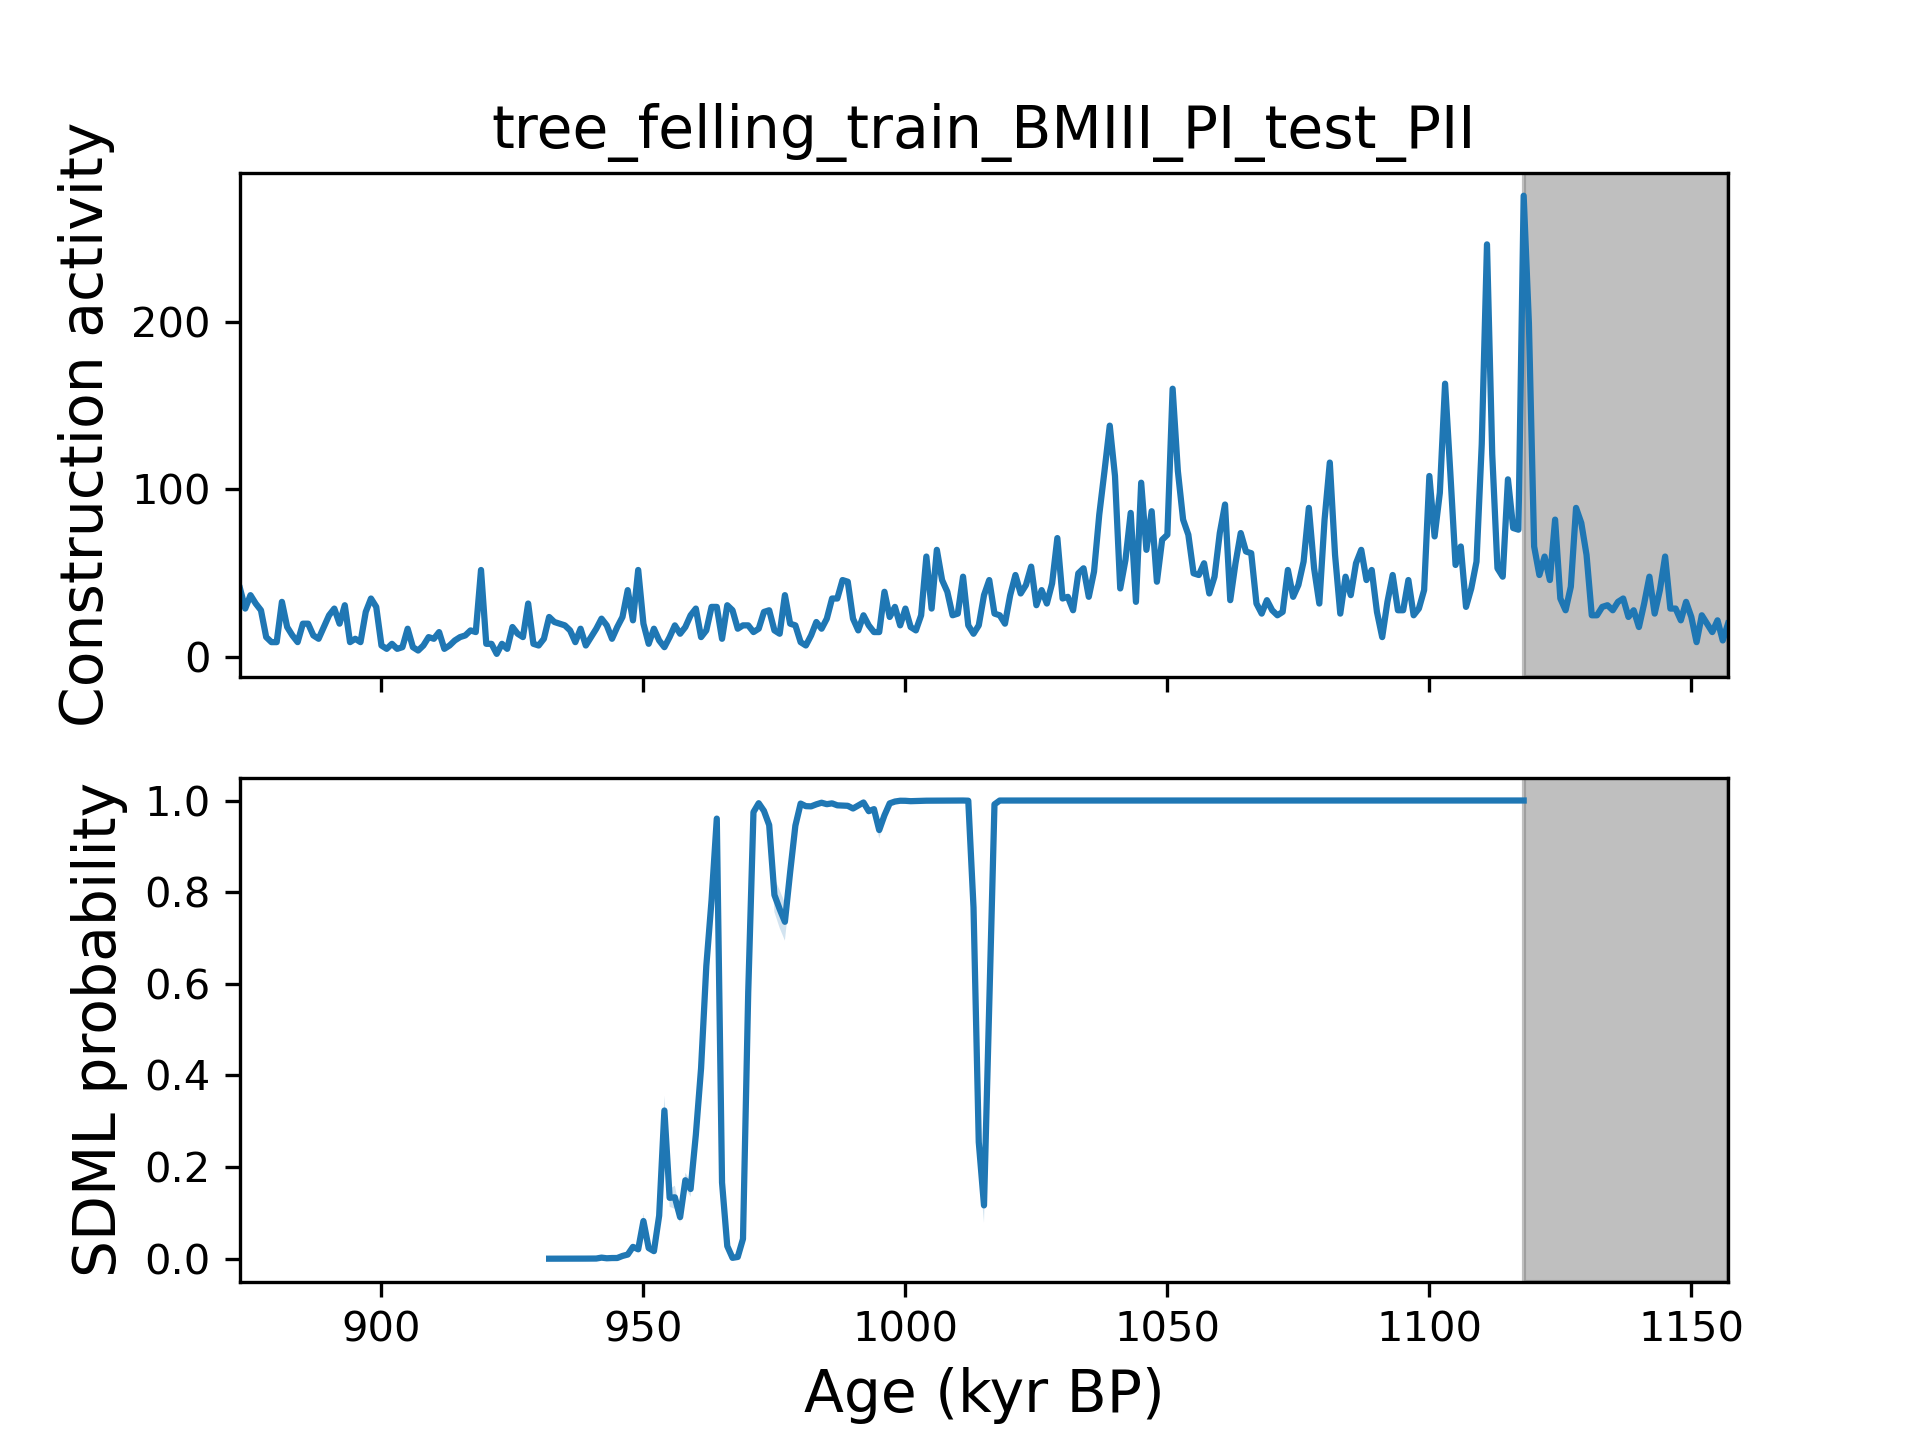 tree_felling_train_BMIII_PI_test_PII
Construction activity
200
100
0
SDML probability
1.0
0.8
0.6
0.4
0.2
0.0
900 950 1000 1050 1100 1150
Age (kyr BP)